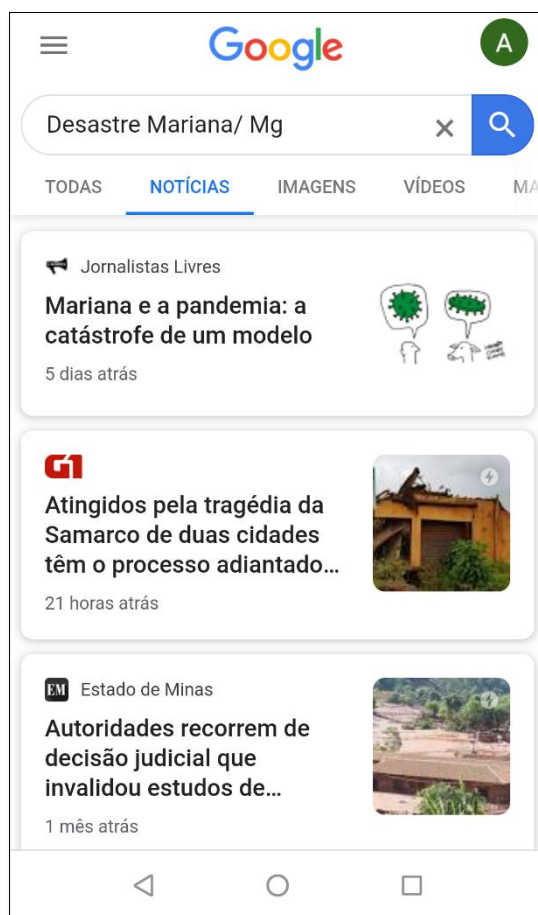 Google
A
Desastre Mariana/ Mg
TODAS NOTÍCIAS IMAGENS VÍDEOS MA
Jornalistas Livres
Mariana e a pandemia: a
catástrofe de um modelo
5 dias atrás
G1
Atingidos pela tragédia da
Samarco de duas cidades
têm o processo adiantado...
21 horas atrás
EM Estado de Minas
Autoridades recorrem de
decisão judicial que
invalidou estudos de...
1 mês atrás